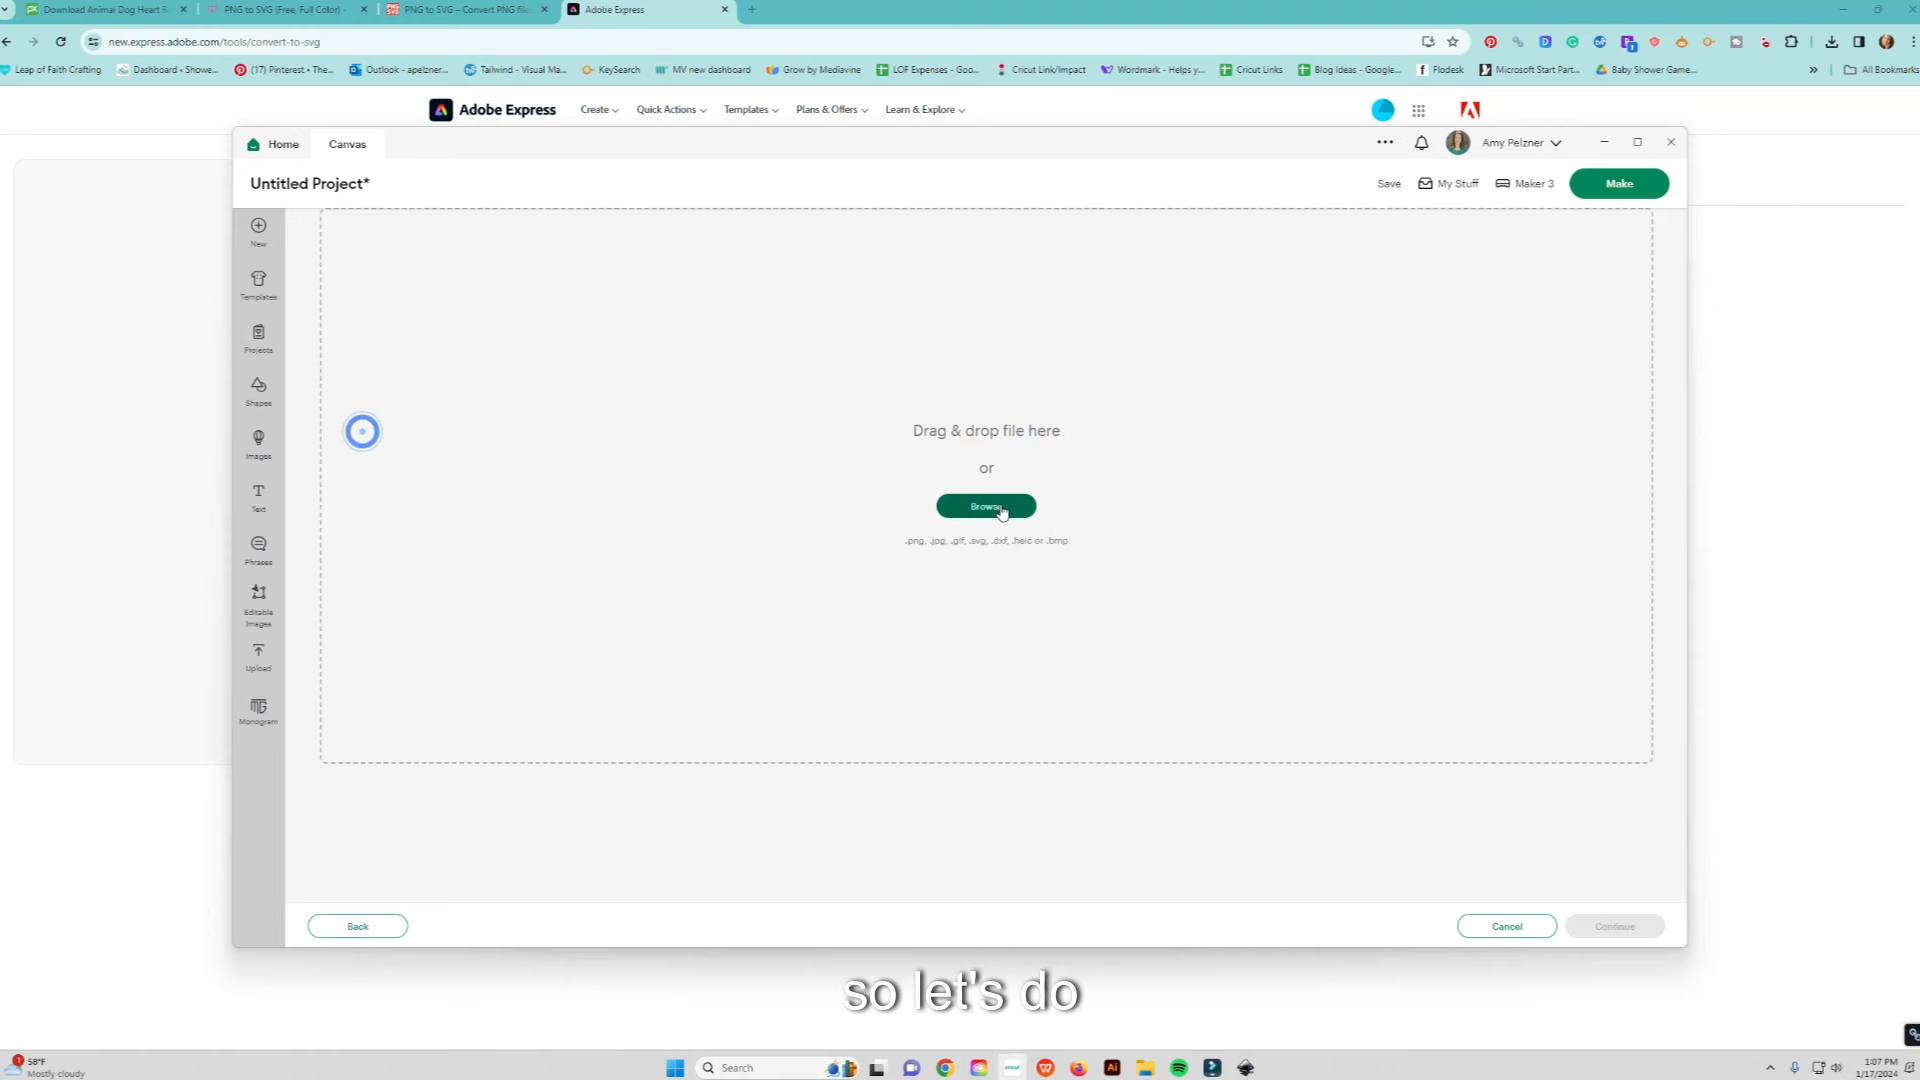 Download Animal Dog Heart
PNG to SVG (Free, Full Color) -
PNG to SVG – Convert PNG file
Adobe Express
new.express.adobe.com/tools/convert-to-svg
Leap of Faith Crafting
Dashboard • Showe...
(17) Pinterest • The...
Outlook - apelzner...
Tailwind - Visual Ma...
KeySearch
MV new dashboard
Grow by Mediavine
LOF Expenses - Goo...
Cricut Link/Impact
Wordmark - Helps y...
Cricut Links
Blog Ideas - Google...
Flodesk
Microsoft Start Part...
Baby Shower Game...
»
All Bookmarks
Adobe Express
Create
Quick Actions
Templates
Plans & Offers
Learn & Explore
Home
Canvas
Amy Pelzner
Untitled Project*
Save
My Stuff
Maker 3
Make
New
Templates
Projects
Shapes
Images
Text
Phrases
Editable
Images
Upload
Monogram
Drag & drop file here
or
Browse
.png, .jpg, .gif, .svg, .dxf, .heic or .bmp
Back
Cancel
Continue
so let's do
1
58°F
Mostly cloudy
Search
cricut
Ai
1:07 PM
1/17/2024